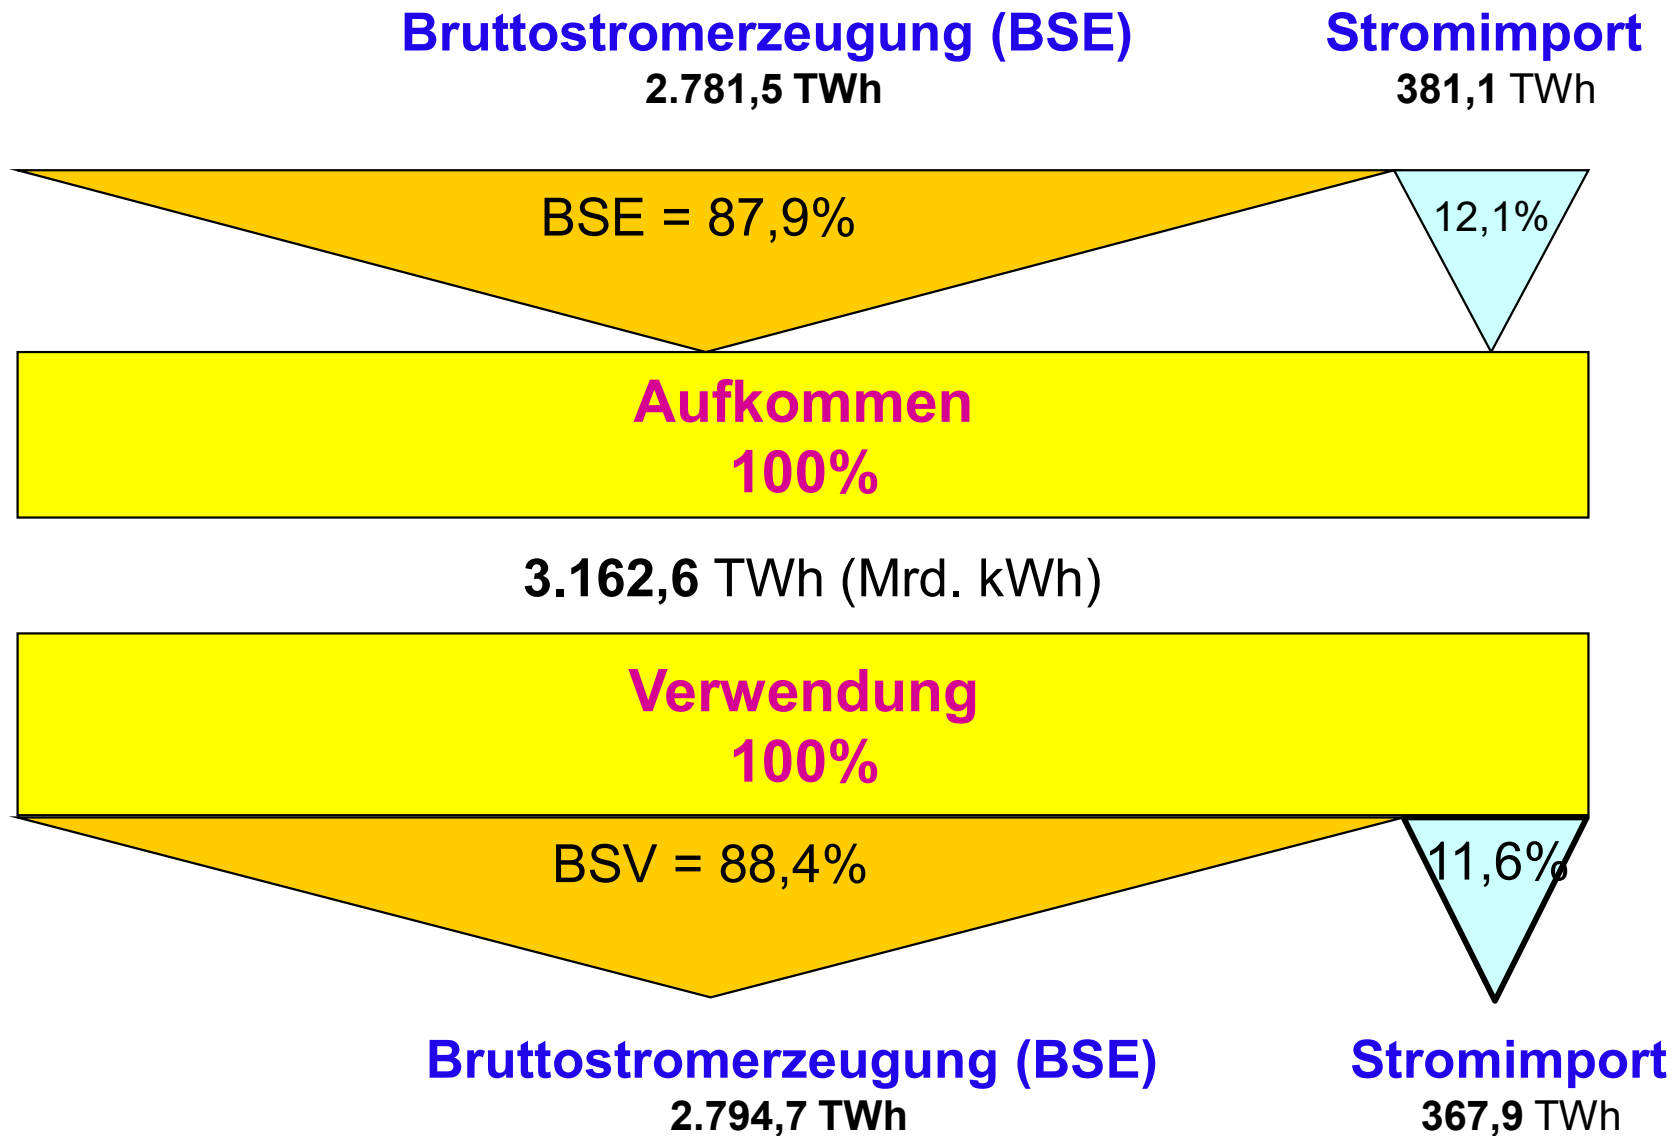 Bruttostromerzeugung (BSE)
2.781,5 TWh
Stromimport
381,1 TWh
BSE = 87,9%
12,1%
Aufkommen
100%
3.162,6 TWh (Mrd. kWh)
Verwendung
100%
BSV = 88,4%
11,6%
Bruttostromerzeugung (BSE)
2.794,7 TWh
Stromimport
367,9 TWh